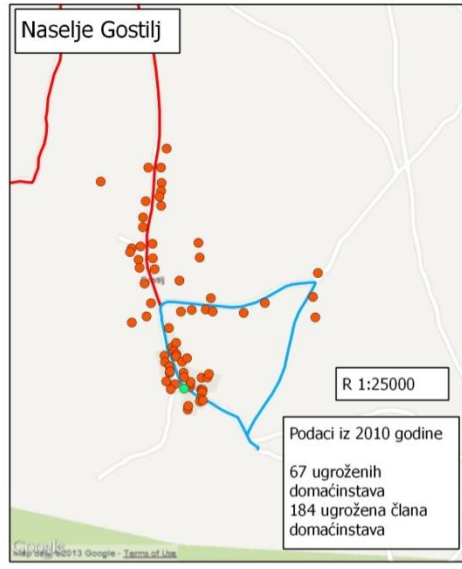 Naselje Gostilj
R 1:25000
Podaci iz 2010 godine
67 ugroženih
domaćinstava
184 ugrožena člana
domaćinstava
Google
Map data ©2013 Google - Terms of Use